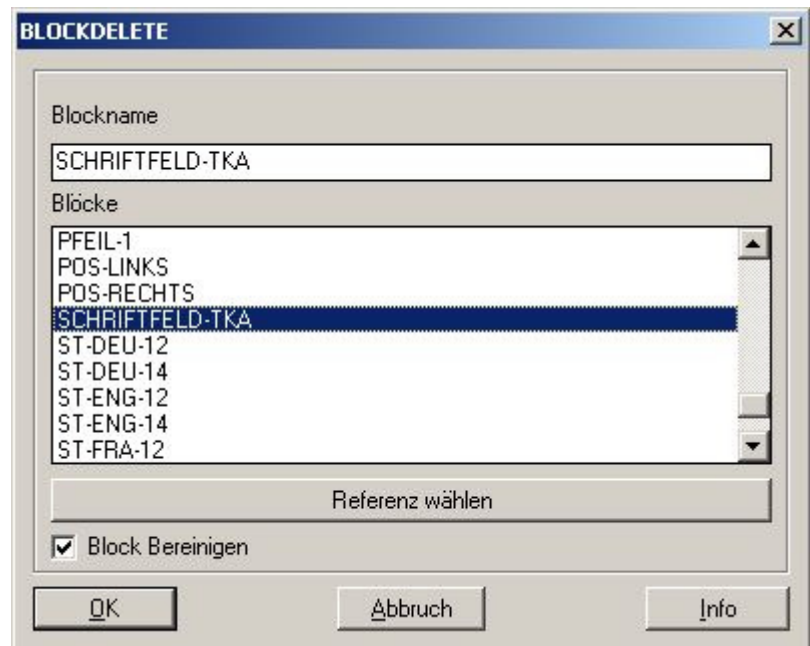 BLOCKDELETE
Blockname
SCHRIFTFELD-TKA
Blöcke
PFEIL-1
POS-LINKS
POS-RECHTS
SCHRIFTFELD-TKA
ST-DEU-12
ST-DEU-14
ST-ENG-12
ST-ENG-14
ST-FRA-12
Referenz wählen
Block Bereinigen
OK Abbruch Info